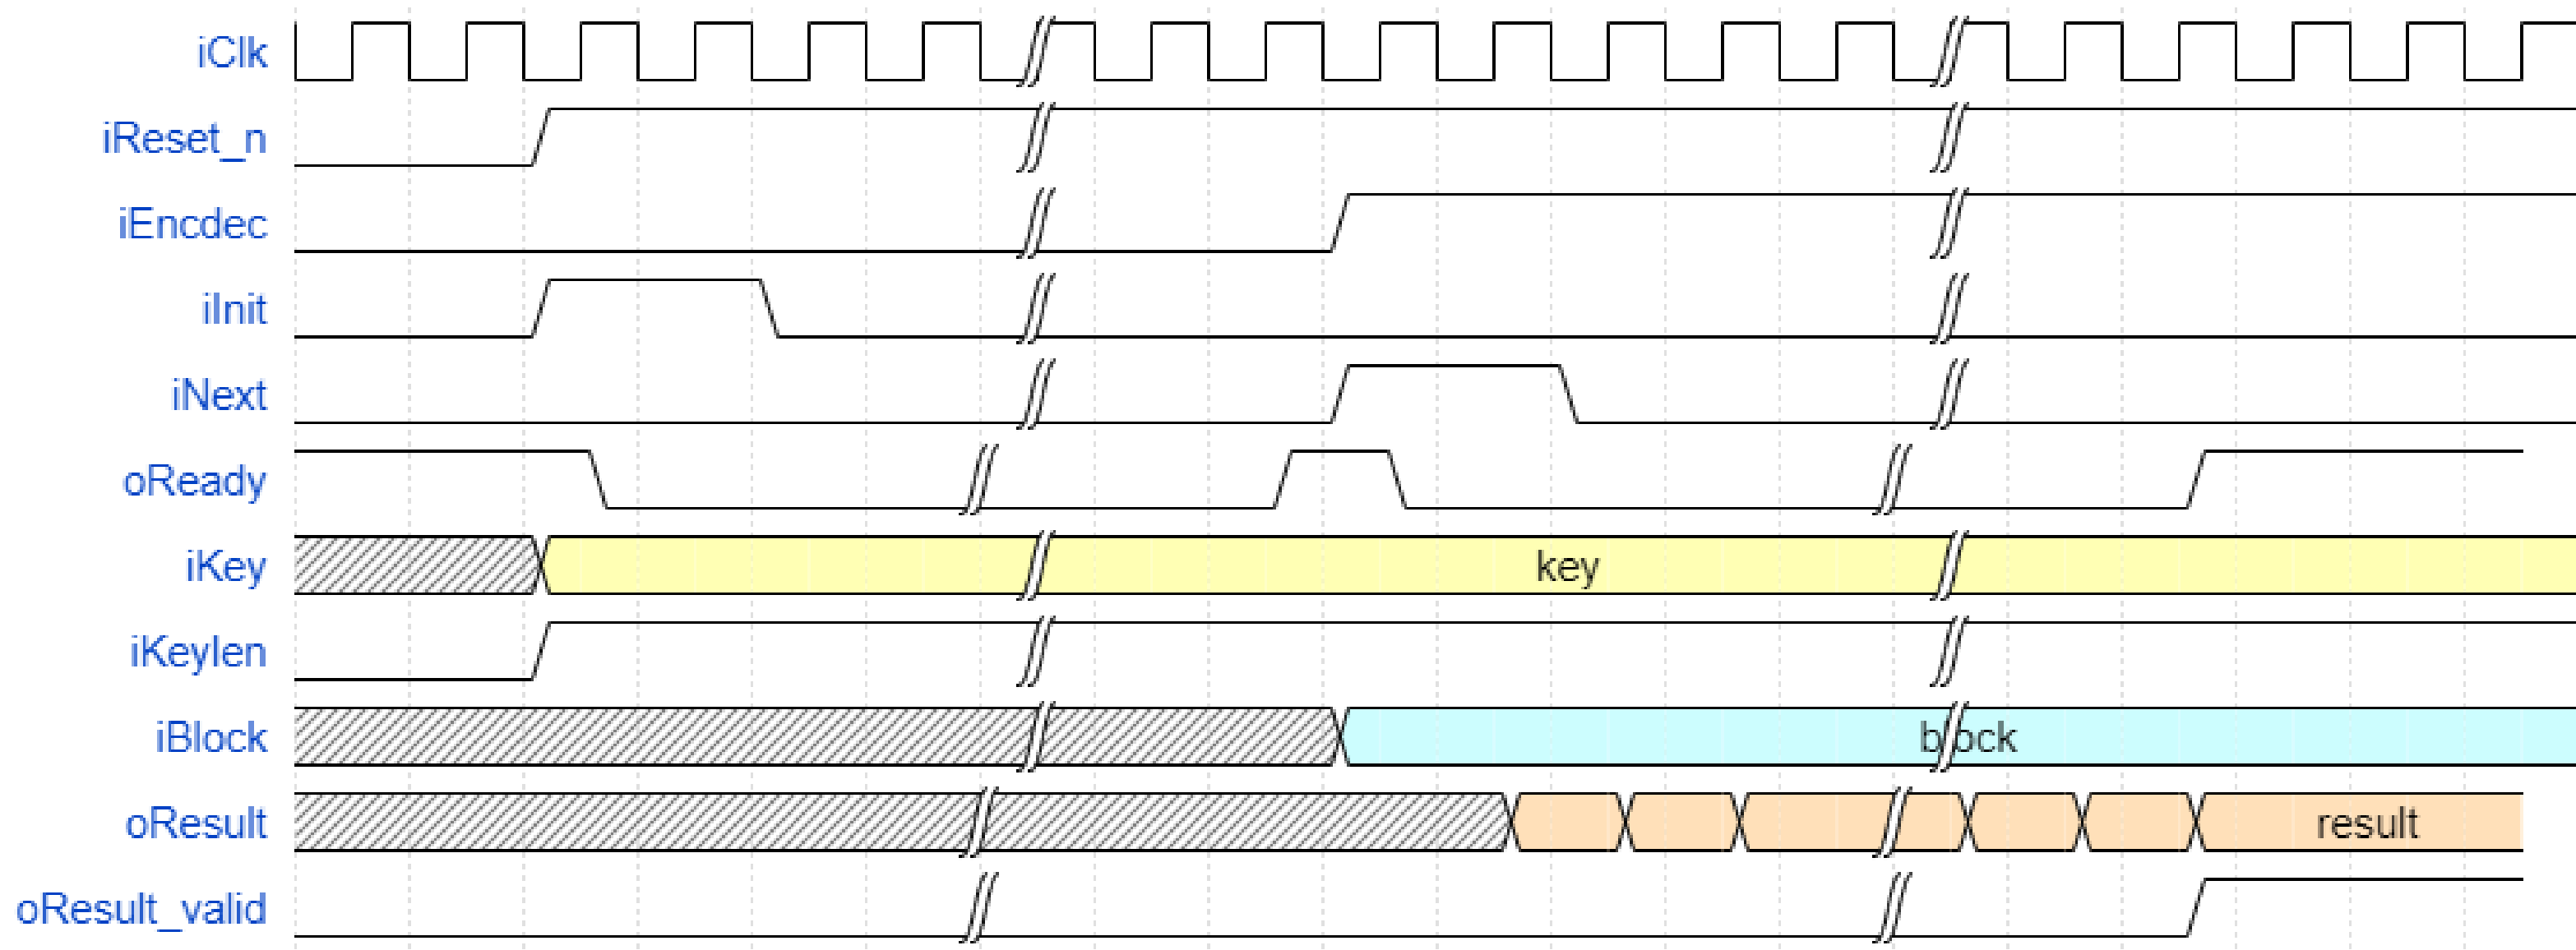 iClk
iReset_n
iEncdec
iInit
iNext
oReady
iKey
key
iKeylen
iBlock
block
oResult
result
oResult_valid